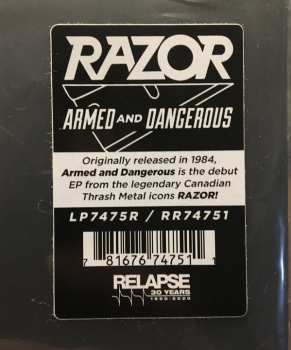 RAZOR
ARMED AND DANGEROUS
Originally released in 1984,
Armed and Dangerous is the debut
EP from the legendary Canadian
Thrash Metal icons RAZOR!
LP7475R / RR74751
7 81676 74751 1
RELAPSE
30 YEARS
1990-2020